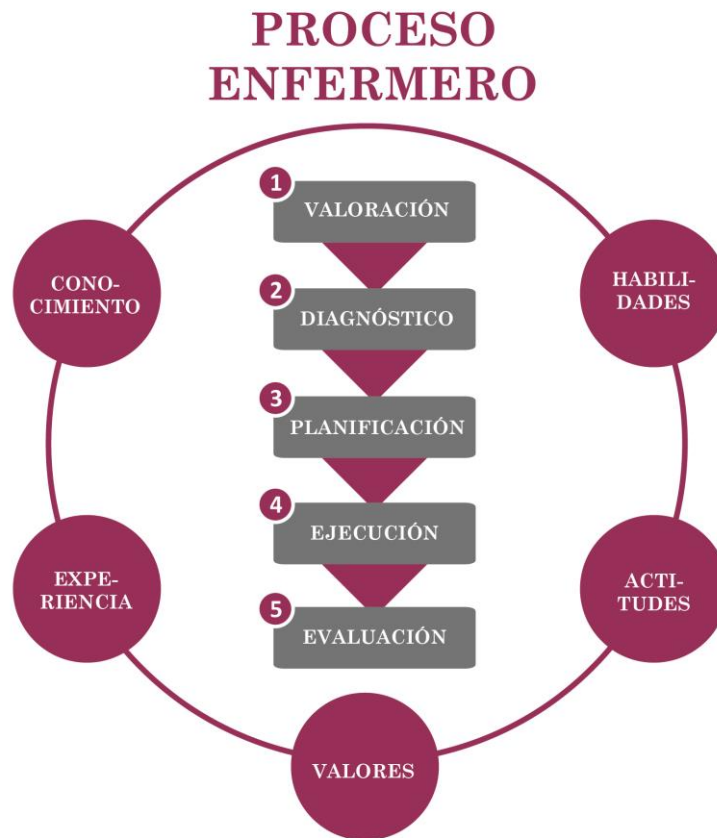 PROCESO
ENFERMERO
1
VALORACIÓN
CONO-
CIMIENTO
HABILI-
DADES
2
DIAGNÓSTICO
3
PLANIFICACIÓN
4
EJECUCIÓN
EXPE-
RIENCIA
ACTI-
TUDES
5
EVALUACIÓN
VALORES